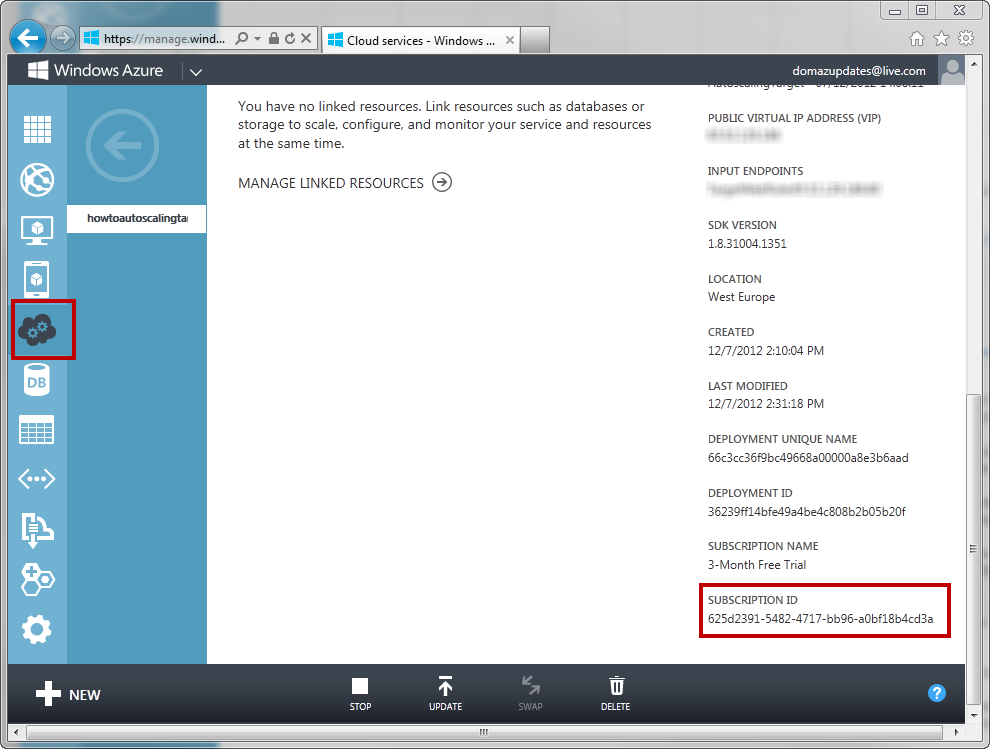 https://manage.wind...
Cloud services - Windows ...
Windows Azure
domazupdates@live.com
You have no linked resources. Link resources such as databases or
storage to scale, configure, and monitor your service and resources
at the same time.
MANAGE LINKED RESOURCES
howtoautoscalingta
DB
PUBLIC VIRTUAL IP ADDRESS (VIP)
INPUT ENDPOINTS
SDK VERSION
1.8.31004.1351
LOCATION
West Europe
CREATED
12/7/2012 2:10:04 PM
LAST MODIFIED
12/7/2012 2:31:18 PM
DEPLOYMENT UNIQUE NAME
66c3cc36f9bc49668a00000a8e3b6aad
DEPLOYMENT ID
36239ff14bfe49a4be4c808b2b05b20f
SUBSCRIPTION NAME
3-Month Free Trial
SUBSCRIPTION ID
625d2391-5482-4717-bb96-a0bf18b4cd3a
NEW
STOP
UPDATE
SWAP
DELETE
?